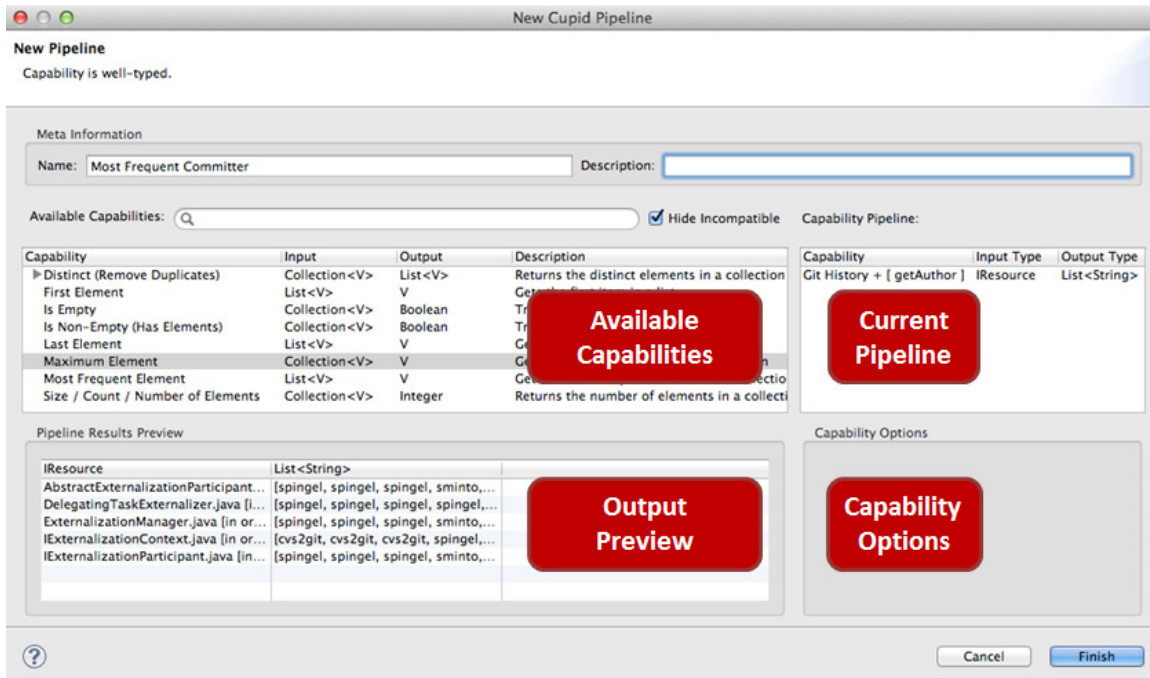 New Cupid Pipeline
New Pipeline
Capability is well-typed.
Meta Information
Name: Most Frequent Committer Description:
Available Capabilities: Hide Incompatible Capability Pipeline:
Capability Input Output Description
Distinct (Remove Duplicates) Collection<V> List<V> Returns the distinct elements in a collection
First Element List<V> V
Is Empty Collection<V> Boolean
Is Non-Empty (Has Elements) Collection<V> Boolean
Last Element List<V> V
Maximum Element Collection<V> V
Most Frequent Element List<V> V
Size / Count / Number of Elements Collection<V> Integer Returns the number of elements in a collecti
Available
Capabilities
Capability Input Type Output Type
Git History + [ getAuthor ] IResource List<String>
Current
Pipeline
Pipeline Results Preview
IResource List<String>
AbstractExternalizationParticipant... [spingel, spingel, spingel, sminto,...
DelegatingTaskExternalizer.java [i... [spingel, spingel, spingel, spingel,...
ExternalizationManager.java [in or... [spingel, spingel, spingel, sminto,...
IExternalizationContext.java [in or... [cvs2git, cvs2git, cvs2git, spingel,...
IExternalizationParticipant.java [in... [spingel, spingel, spingel, sminto,...
Output
Preview
Capability Options
Capability
Options
?
Cancel Finish